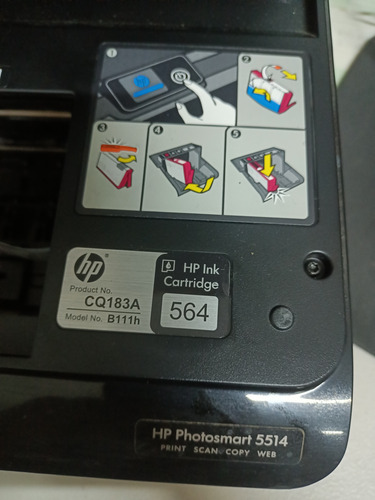 1
2
3
4
5
hp
Product No.
CQ183A
Model No. B111h
HP Ink
Cartridge
564
HP Photosmart 5514
PRINT SCAN COPY WEB